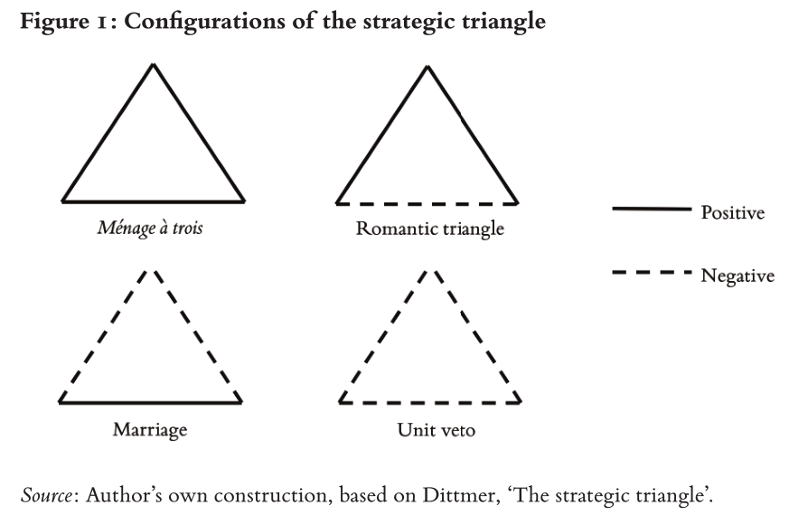 Figure 1: Configurations of the strategic triangle
Ménage à trois
Romantic triangle
Positive
Negative
Marriage
Unit veto
Source: Author's own construction, based on Dittmer, 'The strategic triangle'.